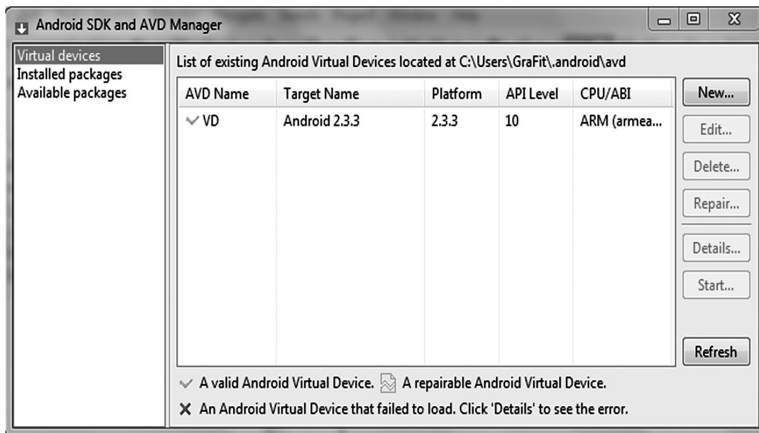 Android SDK and AVD Manager
Virtual devices
Installed packages
Available packages
List of existing Android Virtual Devices located at C:\Users\GraFit\.android\avd
AVD Name Target Name Platform API Level CPU/ABI
VD Android 2.3.3 2.3.3 10 ARM (armea...
New...
Edit...
Delete...
Repair...
Details...
Start...
Refresh
A valid Android Virtual Device. A repairable Android Virtual Device.
An Android Virtual Device that failed to load. Click 'Details' to see the error.